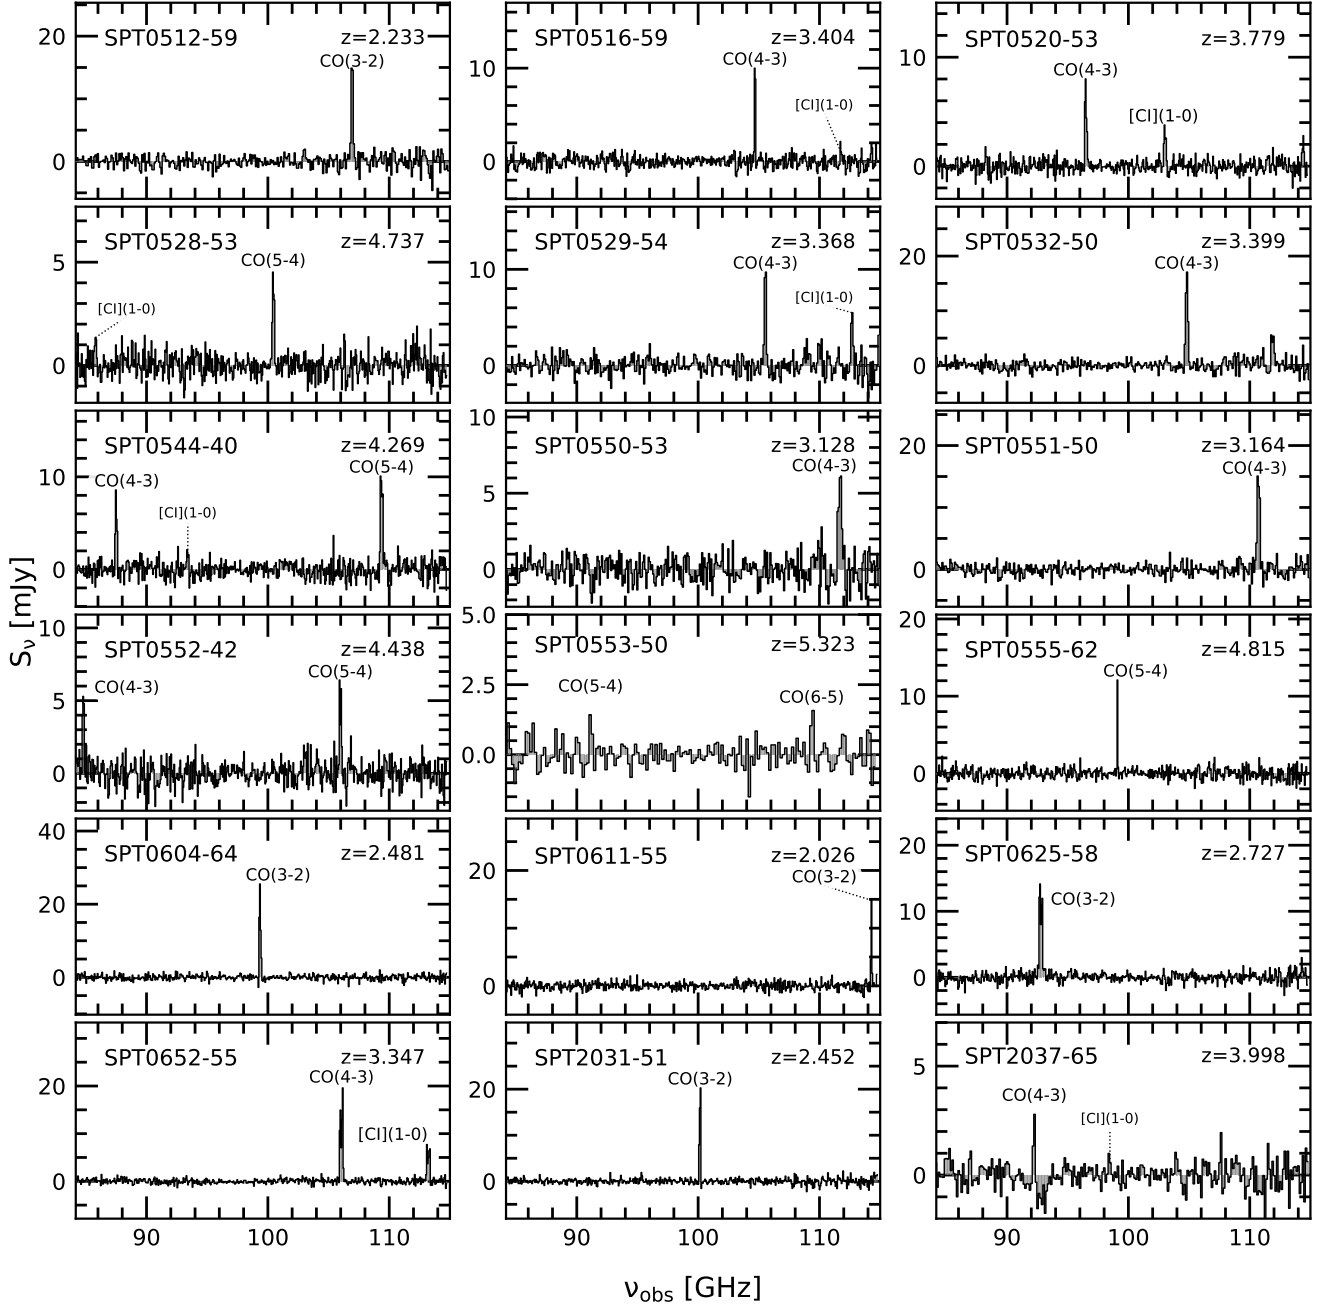 SPT0512-59 z=2.233
CO(3-2)
20
0
SPT0516-59 z=3.404
CO(4-3)
[CI](1-0)
10
0
SPT0520-53 z=3.779
CO(4-3)
[CI](1-0)
10
0
SPT0528-53 z=4.737
CO(5-4)
[CI](1-0)
5
0
SPT0529-54 z=3.368
CO(4-3)
[CI](1-0)
10
0
SPT0532-50 z=3.399
CO(4-3)
20
0
SPT0544-40 z=4.269
CO(5-4)
CO(4-3)
[CI](1-0)
10
0
SPT0550-53 z=3.128
CO(4-3)
10
5
0
SPT0551-50 z=3.164
CO(4-3)
20
0
Sν [mJy]
SPT0552-42 z=4.438
CO(5-4)
CO(4-3)
10
5
0
SPT0553-50 z=5.323
CO(5-4)
CO(6-5)
5.0
2.5
0.0
SPT0555-62 z=4.815
CO(5-4)
20
10
0
SPT0604-64 z=2.481
CO(3-2)
40
20
0
SPT0611-55 z=2.026
CO(3-2)
20
0
SPT0625-58 z=2.727
CO(3-2)
20
10
0
SPT0652-55 z=3.347
CO(4-3)
[CI](1-0)
20
0
SPT2031-51 z=2.452
CO(3-2)
20
0
SPT2037-65 z=3.998
CO(4-3)
[CI](1-0)
5
0
90 100 110
90 100 110
90 100 110
νobs [GHz]